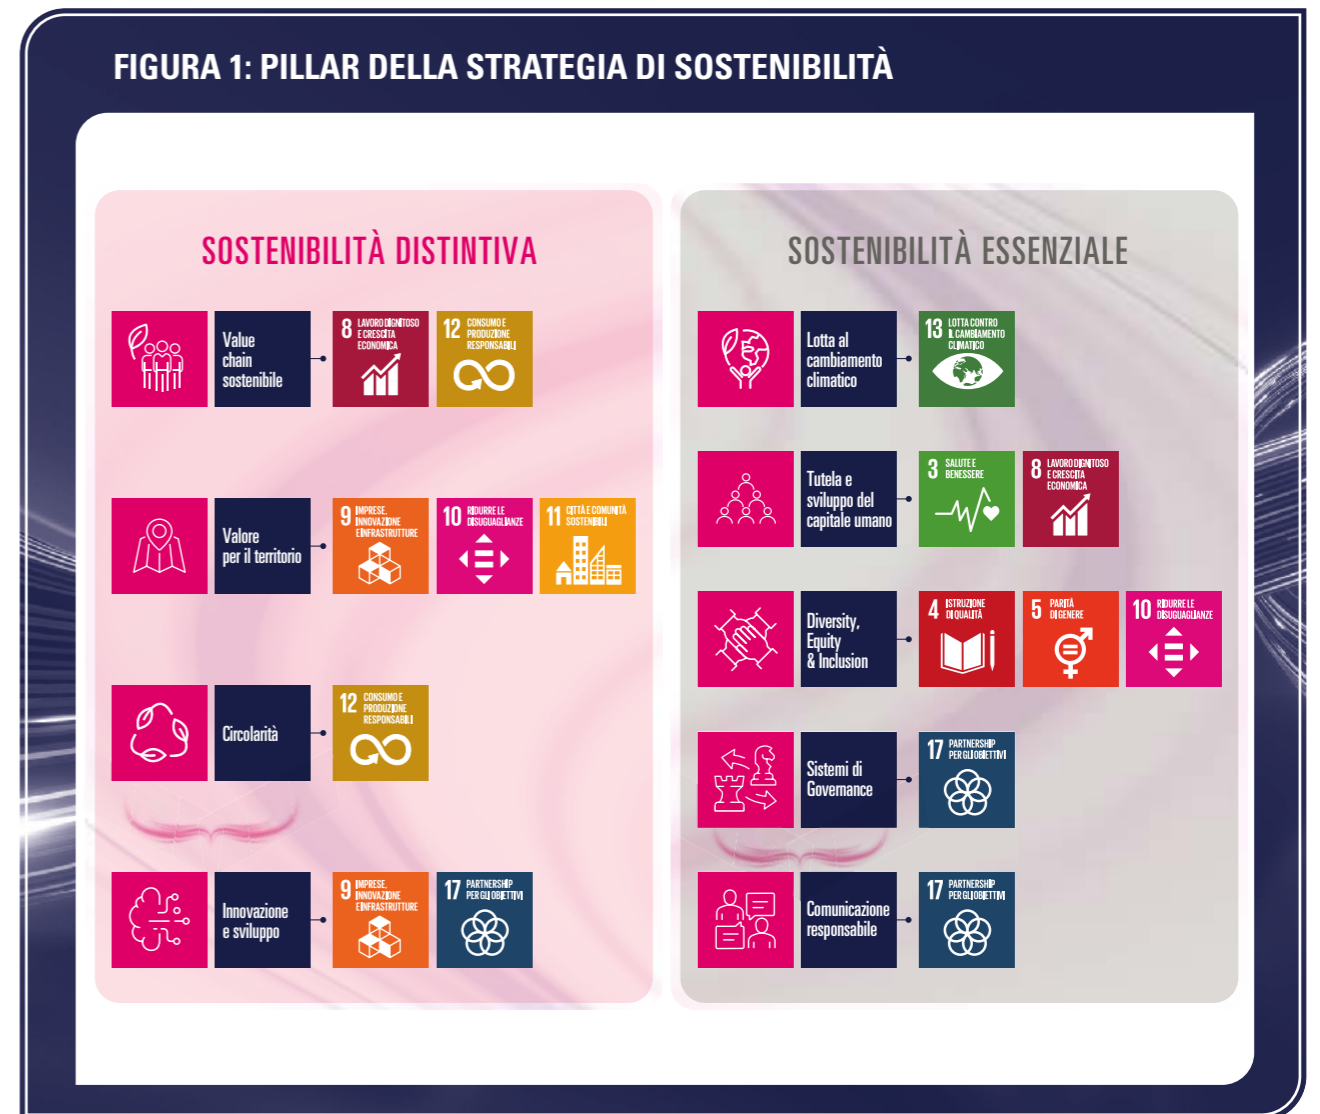 FIGURA 1: PILLAR DELLA STRATEGIA DI SOSTENIBILITÀ
SOSTENIBILITÀ DISTINTIVA
Value
chain
sostenibile
8 LAVORO DIGNITOSO
E CRESCITA
ECONOMICA
12 CONSUMO E
PRODUZIONE
RESPONSABILI
Valore
per il territorio
9 IMPRESE,
INNOVAZIONE
E INFRASTRUTTURE
10 RIDURRE LE
DISUGUAGLIANZE
11 CITTÀ E COMUNITÀ
SOSTENIBILI
Circolarità
12 CONSUMO E
PRODUZIONE
RESPONSABILI
Innovazione
e sviluppo
9 IMPRESE,
INNOVAZIONE
E INFRASTRUTTURE
17 PARTNERSHIP
PER GLI OBIETTIVI
SOSTENIBILITÀ ESSENZIALE
Lotta al
cambiamento
climatico
13 LOTTA CONTRO
IL CAMBIAMENTO
CLIMATICO
Tutela e
sviluppo del
capitale umano
3 SALUTE E
BENESSERE
8 LAVORO DIGNITOSO
E CRESCITA
ECONOMICA
Diversity,
Equity
& Inclusion
4 ISTRUZIONE
DI QUALITÀ
5 PARITÀ
DI GENERE
10 RIDURRE LE
DISUGUAGLIANZE
Sistemi di
Governance
17 PARTNERSHIP
PER GLI OBIETTIVI
Comunicazione
responsabile
17 PARTNERSHIP
PER GLI OBIETTIVI